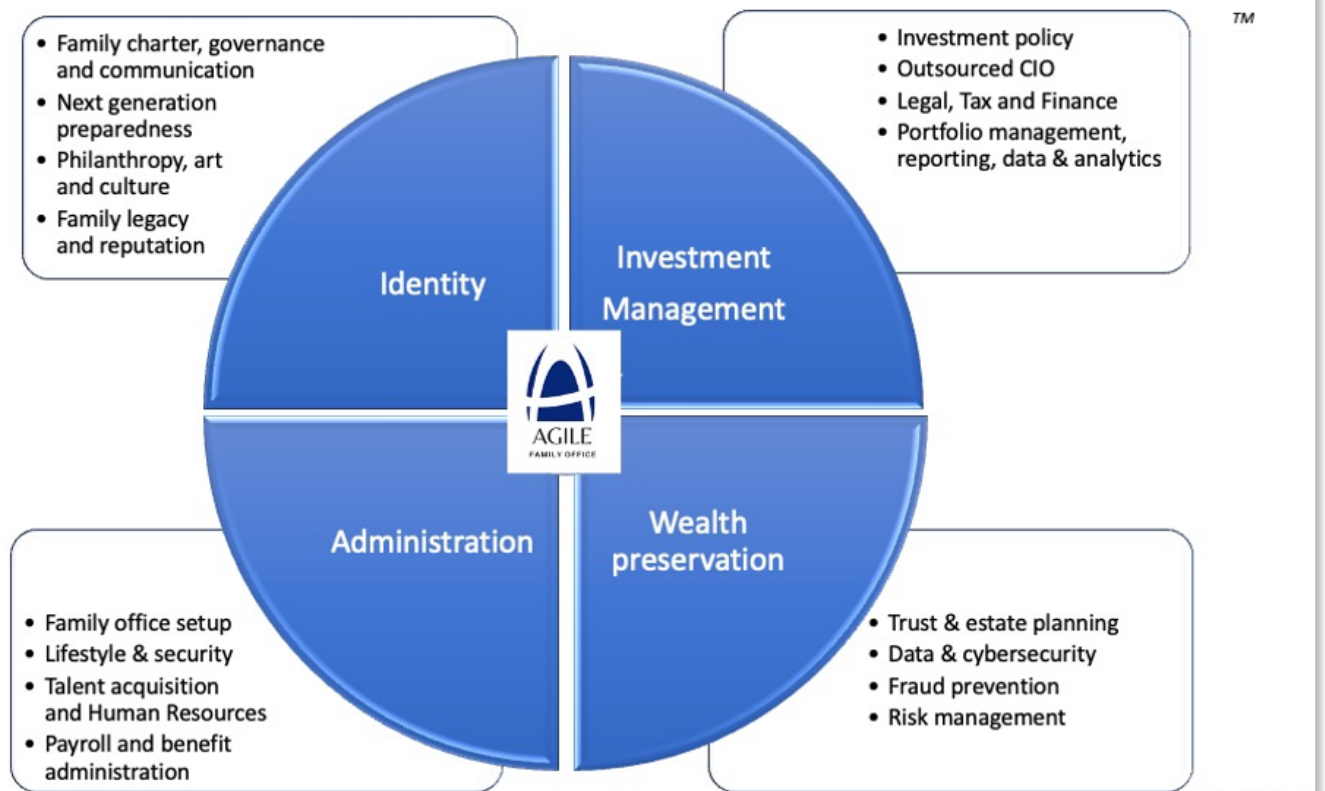 • Family charter, governance
and communication
• Next generation
preparedness
• Philanthropy, art
and culture
• Family legacy
and reputation
• Investment policy
• Outsourced CIO
• Legal, Tax and Finance
• Portfolio management,
reporting, data & analytics
TM
Identity
Investment
Management
AGILE
FAMILY OFFICE
Administration
Wealth
preservation
• Family office setup
• Lifestyle & security
• Talent acquisition
and Human Resources
• Payroll and benefit
administration
• Trust & estate planning
• Data & cybersecurity
• Fraud prevention
• Risk management